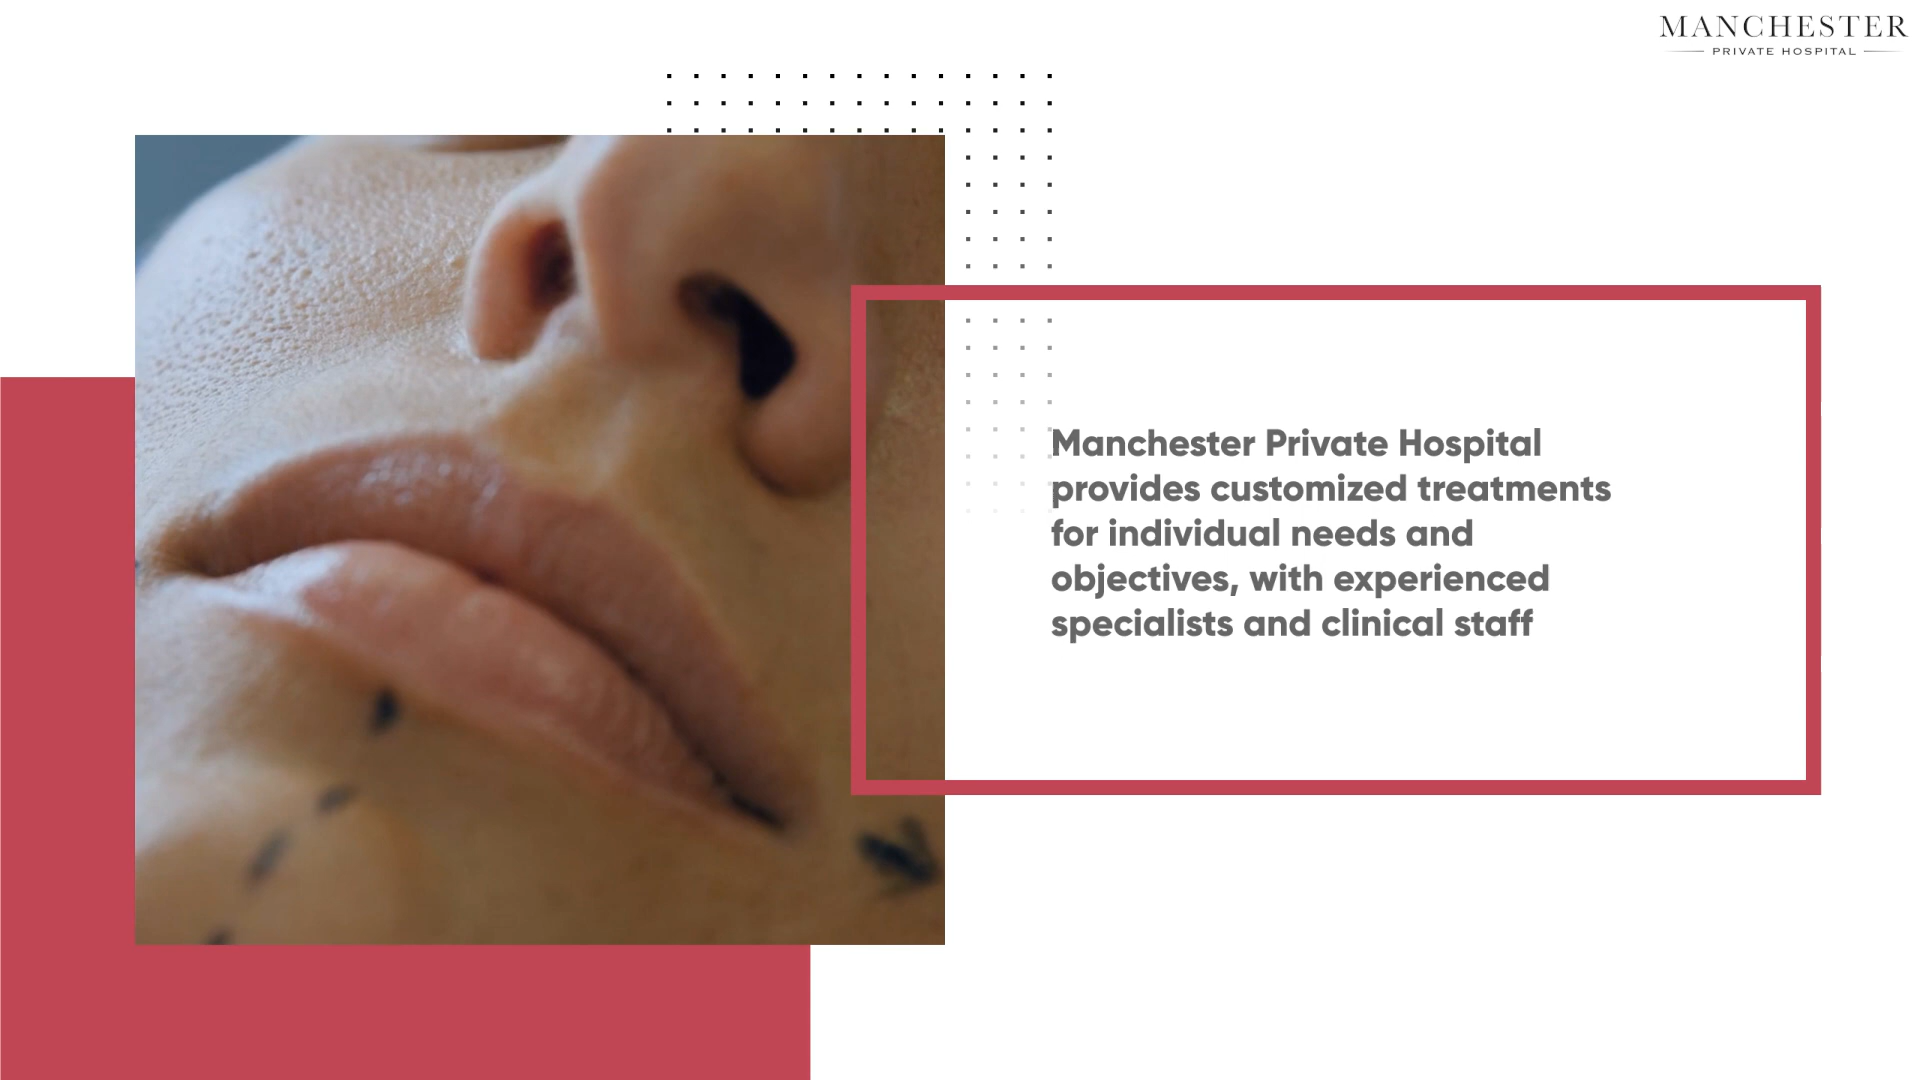 MANCHESTER
PRIVATE HOSPITAL
Manchester Private Hospital
provides customized treatments
for individual needs and
objectives, with experienced
specialists and clinical staff